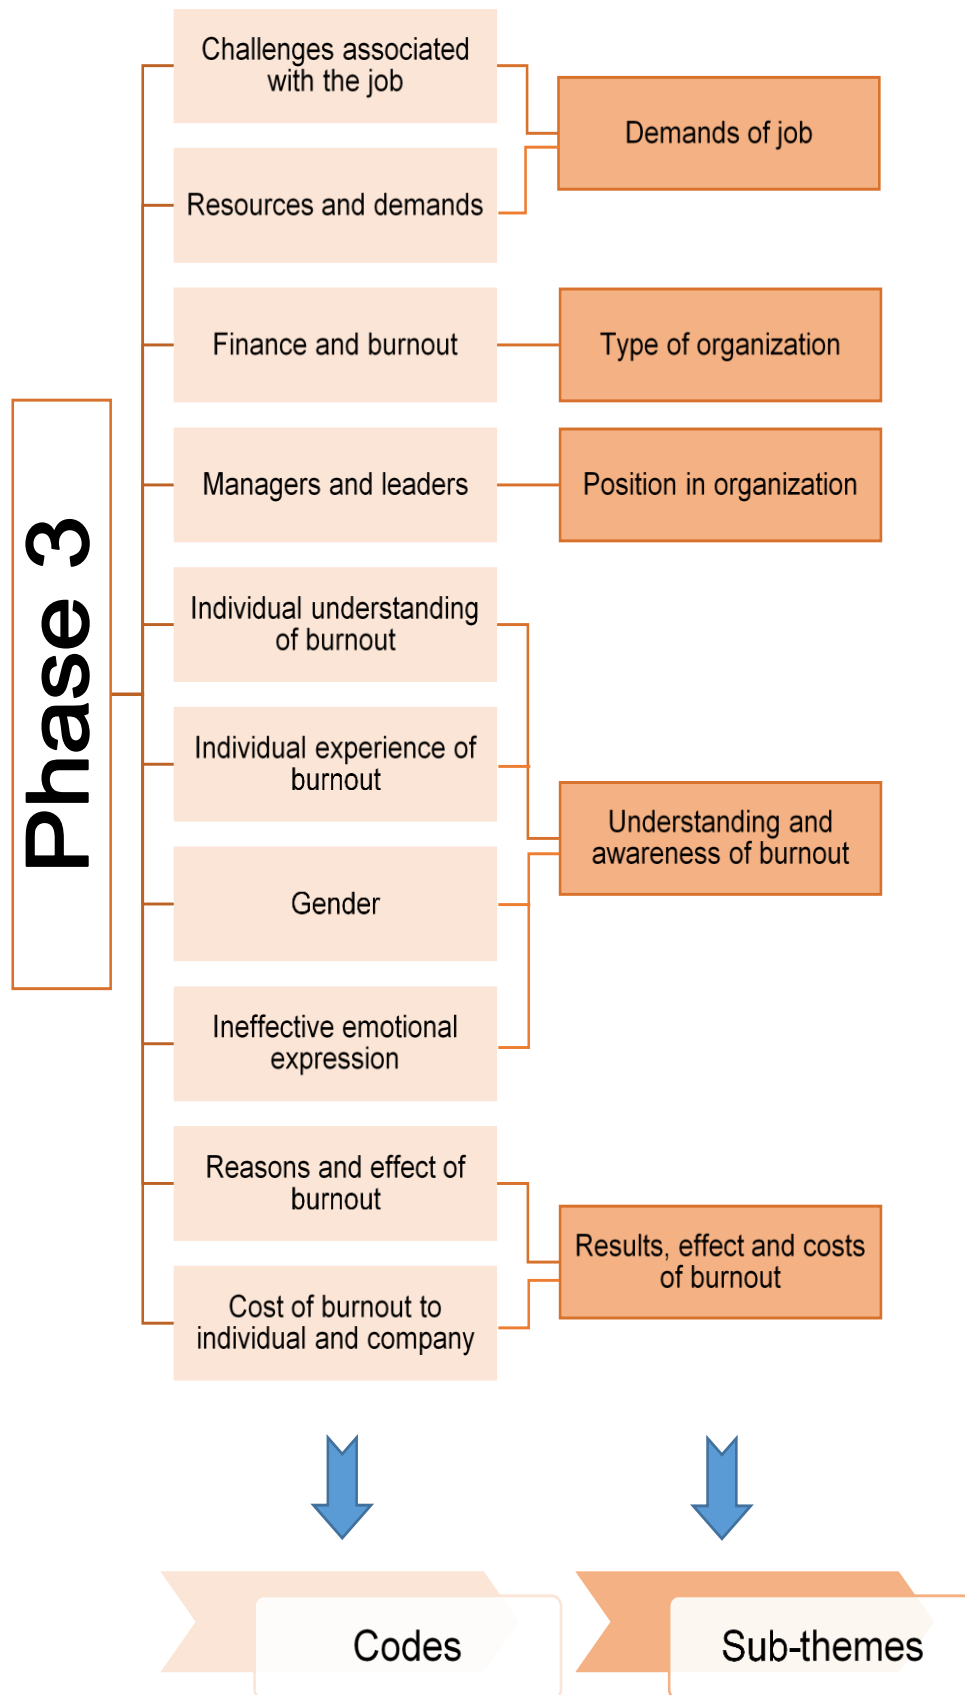 Phase 3
Challenges associated
with the job
Resources and demands
Finance and burnout
Managers and leaders
Individual understanding
of burnout
Individual experience of
burnout
Gender
Ineffective emotional
expression
Reasons and effect of
burnout
Cost of burnout to
individual and company
Demands of job
Type of organization
Position in organization
Understanding and
awareness of burnout
Results, effect and costs
of burnout
Codes
Sub-themes